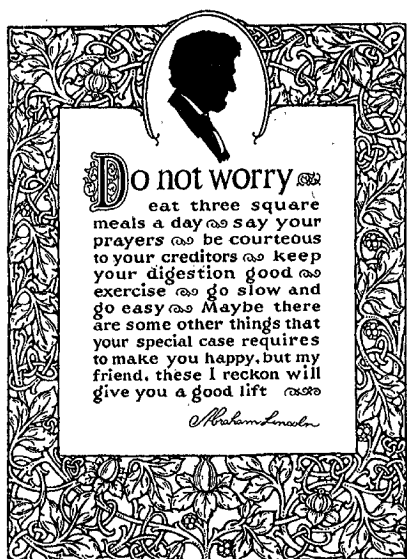 Do not worry
eat three square
meals a day say your
prayers be courteous
to your creditors keep
your digestion good
exercise go slow and
go easy Maybe there
are some other things that
your special case requires
to make you happy, but my
friend, these I reckon will
give you a good lift
Abraham Lincoln